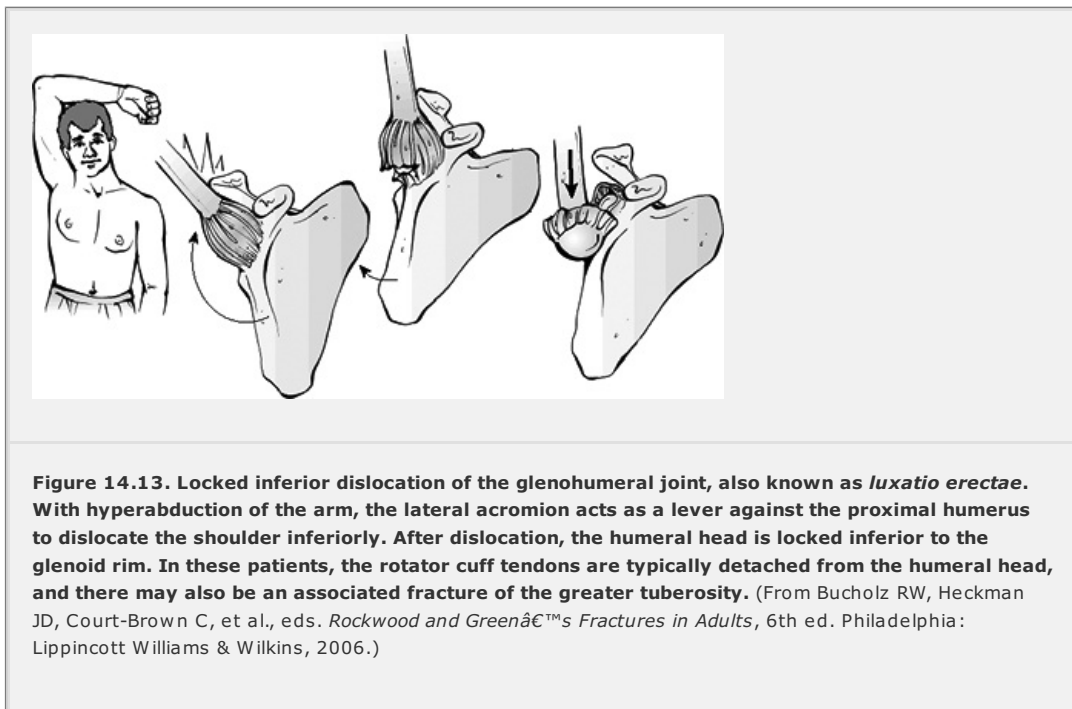 Figure 14.13. Locked inferior dislocation of the glenohumeral joint, also known as luxatio erectae.
With hyperabduction of the arm, the lateral acromion acts as a lever against the proximal humerus
to dislocate the shoulder inferiorly. After dislocation, the humeral head is locked inferior to the
glenoid rim. In these patients, the rotator cuff tendons are typically detached from the humeral head,
and there may also be an associated fracture of the greater tuberosity. (From Bucholz RW, Heckman
JD, Court-Brown C, et al., eds. Rockwood and Greenâ€™s Fractures in Adults, 6th ed. Philadelphia:
Lippincott Williams & Wilkins, 2006.)